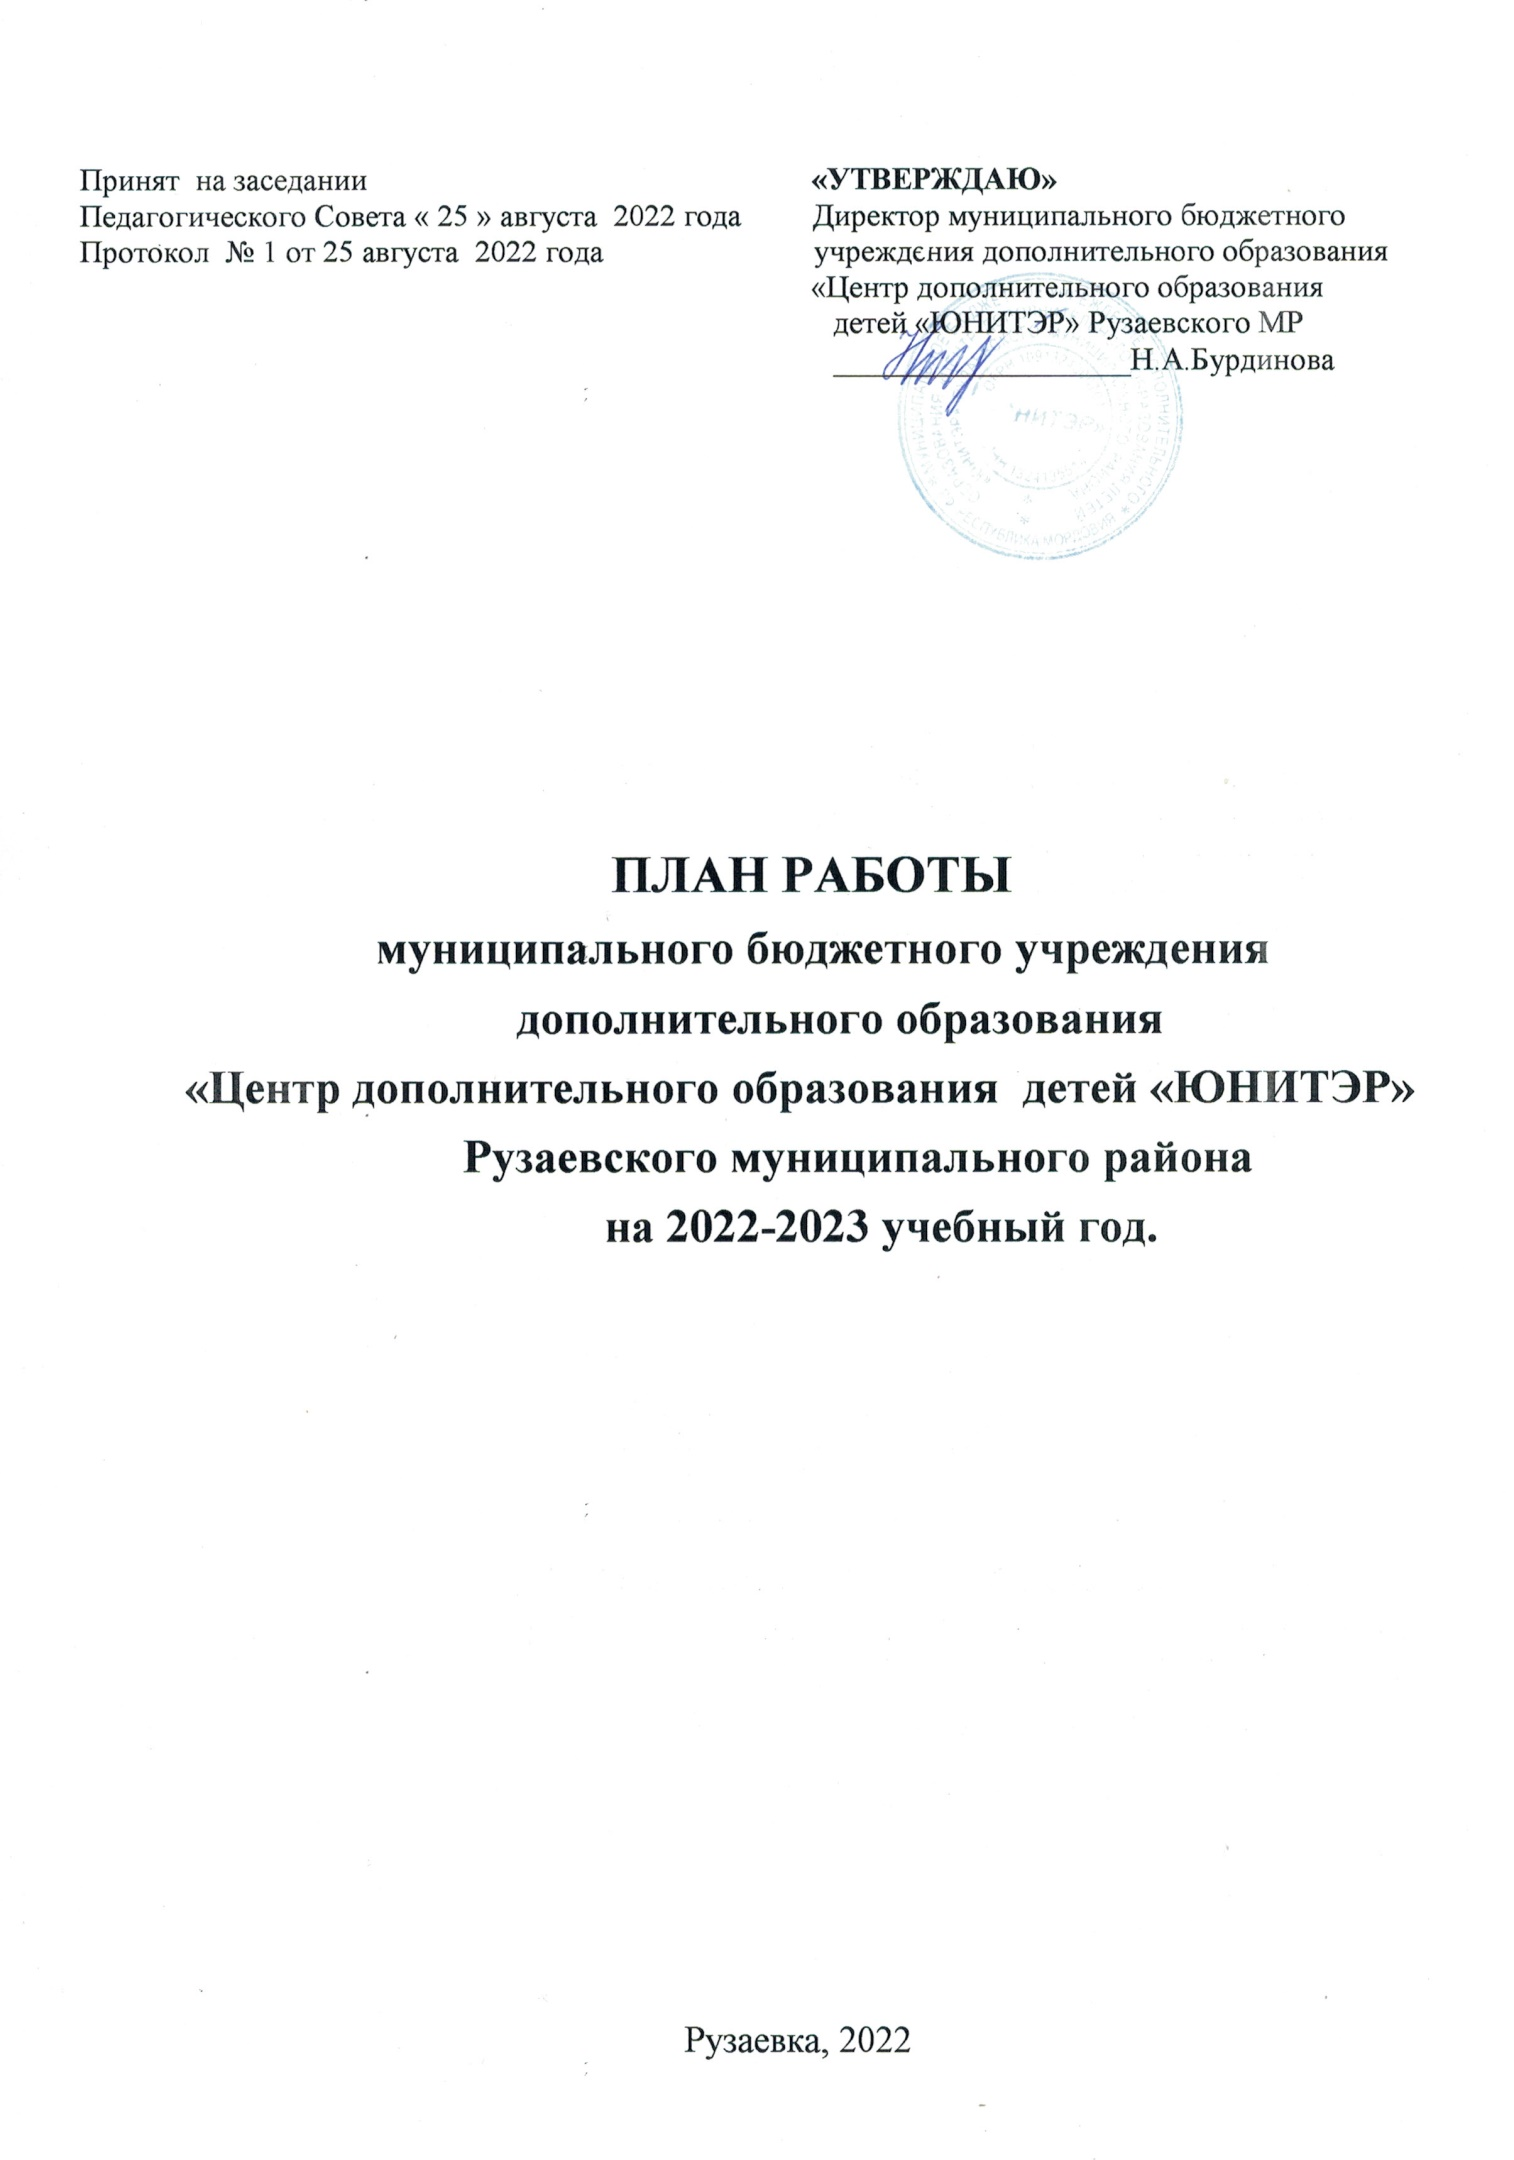 Принят на заседании
Педагогического Совета « 25 » августа 2022 года
Протокол № 1 от 25 августа 2022 года
«УТВЕРЖДАЮ»
Директор муниципального бюджетного
учреждения дополнительного образования
«Центр дополнительного образования
детей «ЮНИТЭР» Рузаевского МР
Н.А.Бурдинова
ПЛАН РАБОТЫ
муниципального бюджетного учреждения
дополнительного образования
«Центр дополнительного образования детей «ЮНИТЭР»
Рузаевского муниципального района
на 2022-2023 учебный год.
Рузаевка, 2022